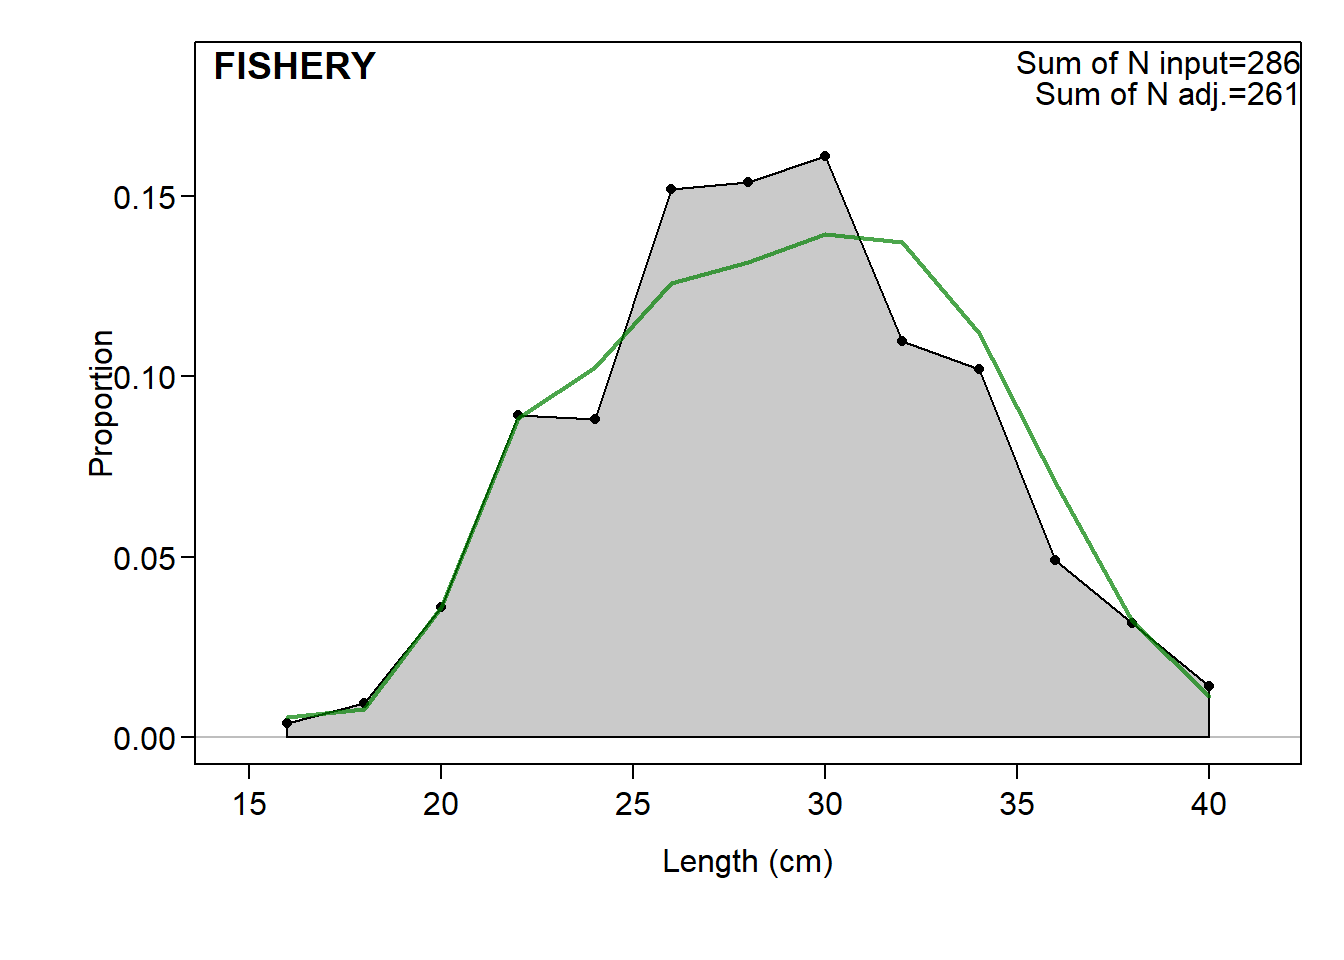 FISHERY
Sum of N input=286
Sum of N adj.=261
Proportion
0.15
0.10
0.05
0.00
15 20 25 30 35 40
Length (cm)